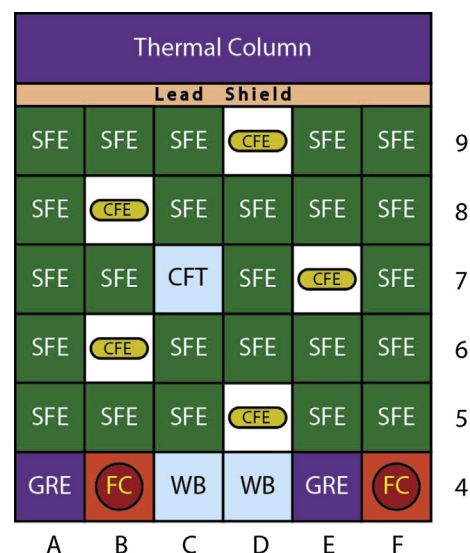 Thermal Column
Lead Shield
SFE SFE SFE CFE SFE SFE 9
SFE CFE SFE SFE SFE SFE 8
SFE SFE CFT SFE CFE SFE 7
SFE CFE SFE SFE SFE SFE 6
SFE SFE SFE CFE SFE SFE 5
GRE FC WB WB GRE FC 4
A B C D E F